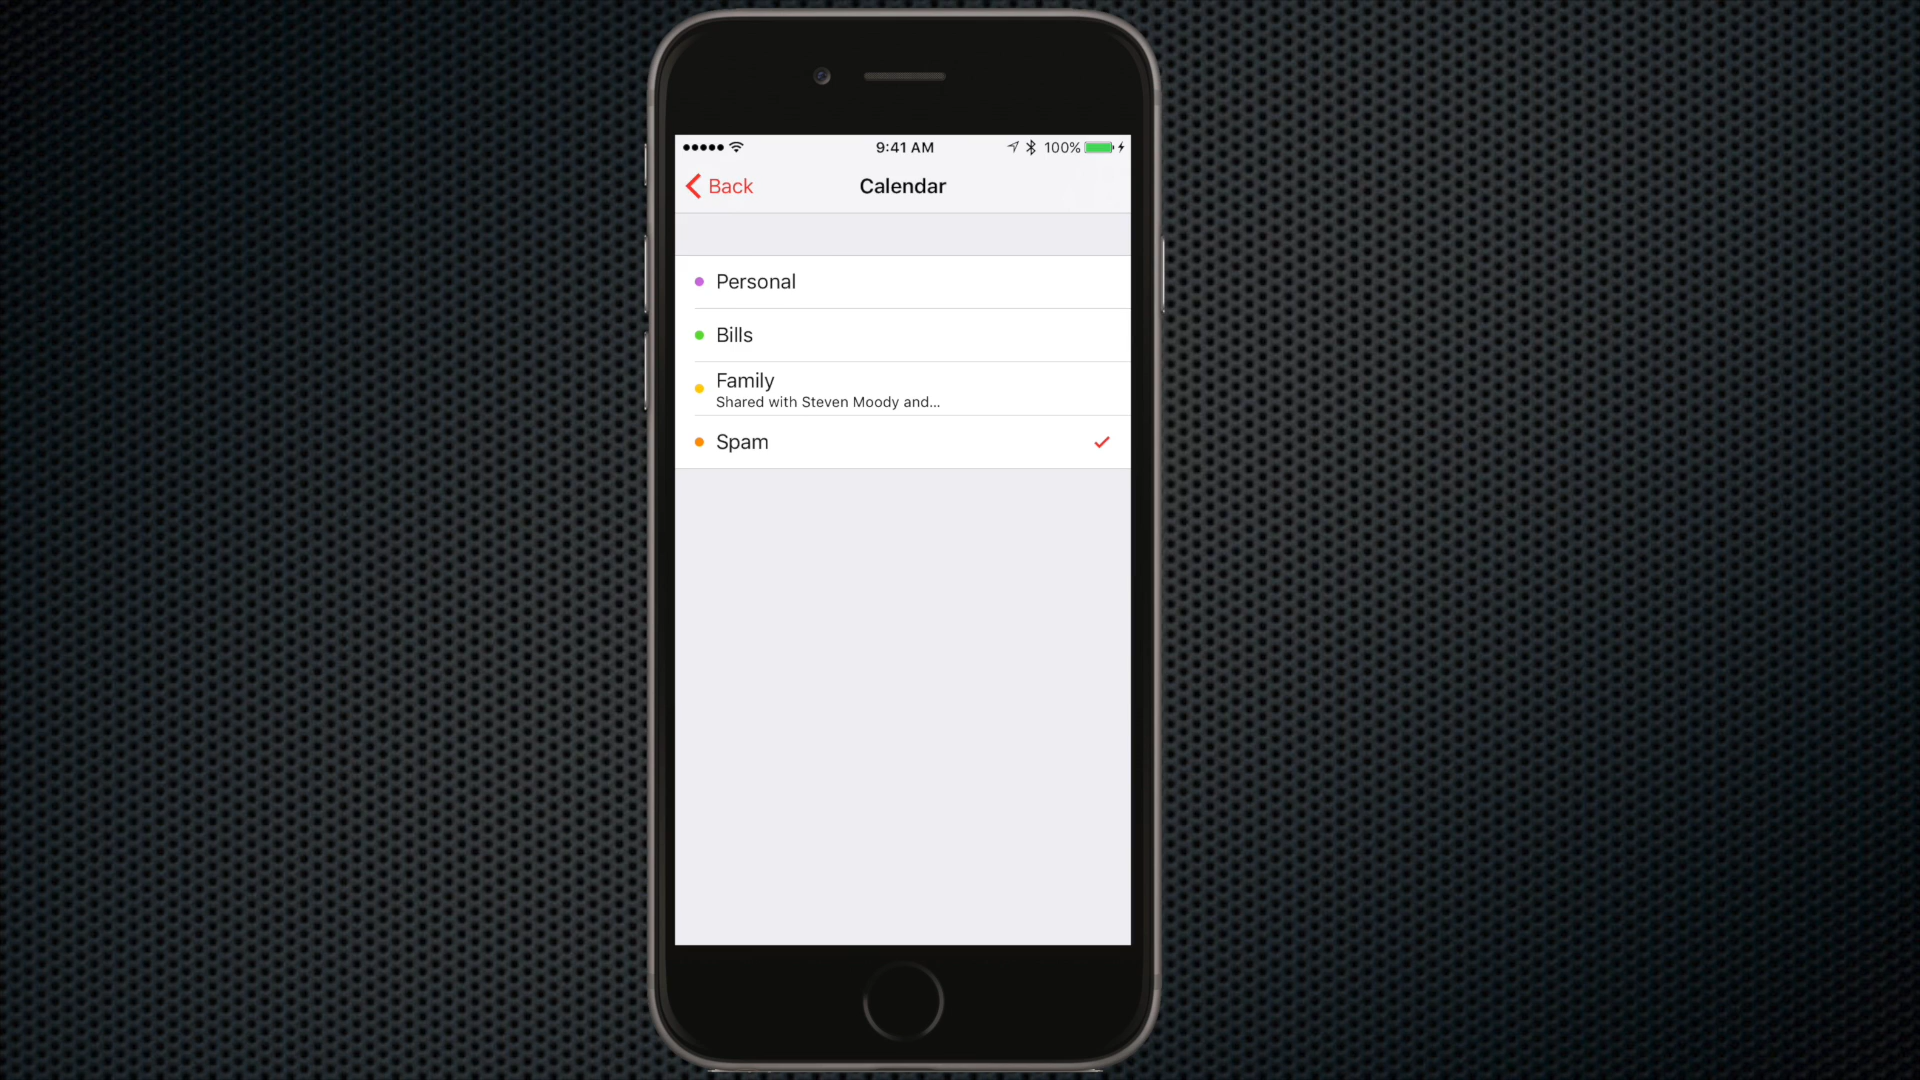 9:41 AM 100%
Back Calendar
Personal
Bills
Family
Shared with Steven Moody and...
Spam